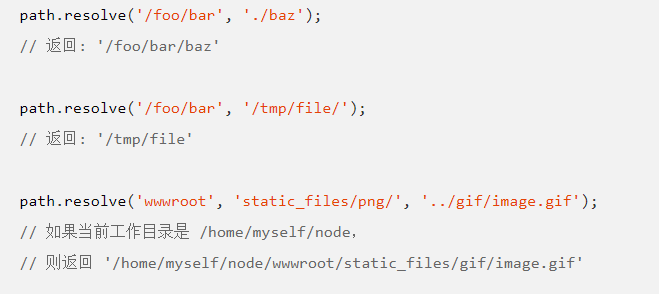 path.resolve('/foo/bar', './baz');
// 返回: '/foo/bar/baz'
path.resolve('/foo/bar', '/tmp/file/');
// 返回: '/tmp/file'
path.resolve('wwwroot', 'static_files/png/', '../gif/image.gif');
// 如果当前工作目录是 /home/myself/node，
// 则返回 '/home/myself/node/wwwroot/static_files/gif/image.gif'